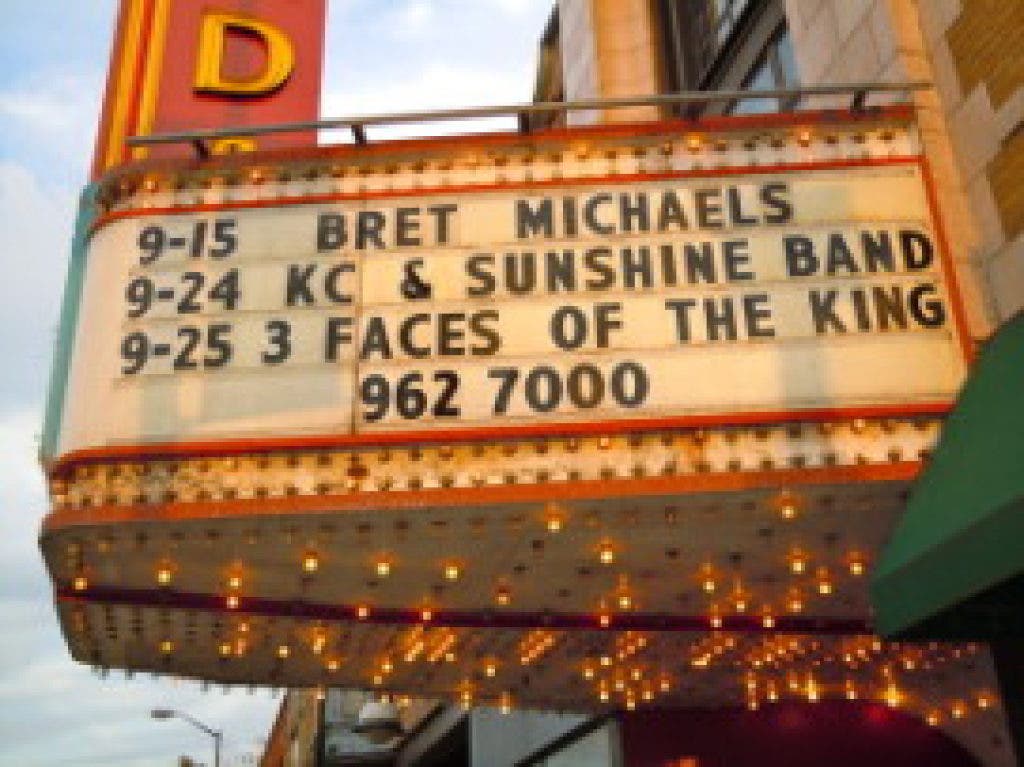 D
9-15 BRET MICHAELS
9-24 KC & SUNSHINE BAND
9-25 3 FACES OF THE KING
962 7000